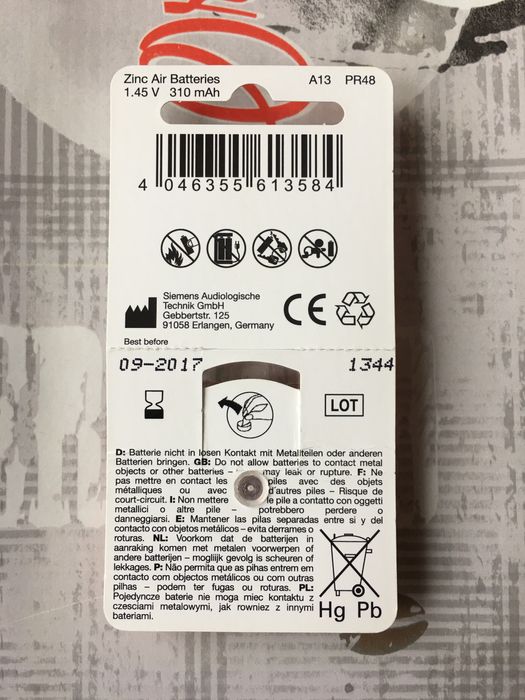 Zinc Air Batteries A13 PR48
1.45 V 310 mAh
4 046355 613584
Siemens Audiologische
Technik GmbH
Gebbertstr. 125
91058 Erlangen, Germany
CE
Best before
09-2017 1344
LOT
D: Batterie nicht in losen Kontakt mit Metallteilen oder anderen
Batterien bringen. GB: Do not allow batteries to contact metal
objects or other batteries – may leak or rupture. F: Ne
pas mettre en contact les piles avec des objets
métalliques ou avec d'autres piles – Risque de
court-circuit. I: Non mettere le pile a contatto con oggetti
metallici o altre pile – potrebbero perdere o
danneggiarsi. E: Mantener las pilas separadas entre si y del
contacto con objetos metálicos – evita derrames o
roturas. NL: Voorkom dat de batterijen in
aanraking komen met metalen voorwerpen of
andere batterijen – mogliijk gevolg is scheuren of
lekkages. P: Não permita que as pihas entrem em
contacto com objectos metálicos ou com outras
pilhas – podem ter fugas ou roturas. PL:
Pojedyncze baterie nie moga miec kontaktu z
czesciami metalowymi, jak rowniez z innymi
bateriami.
Hg Pb